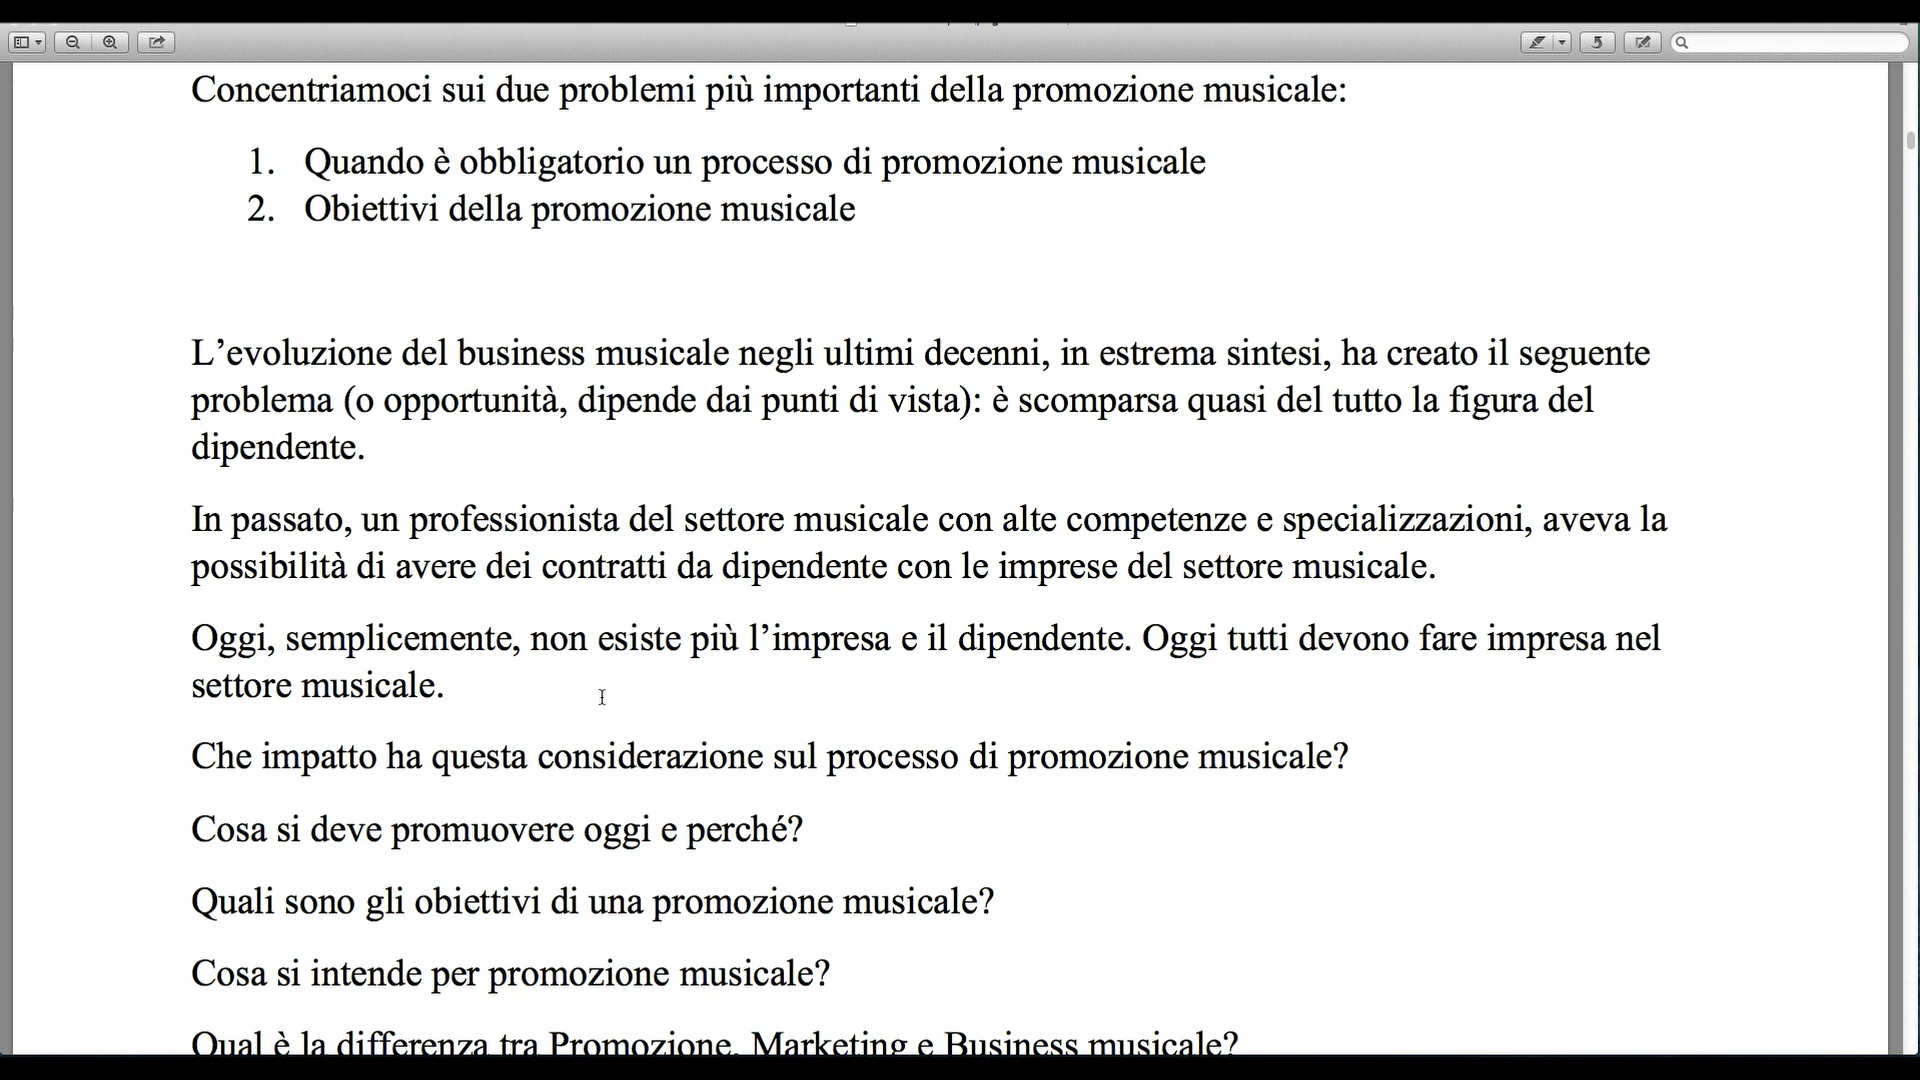 Concentriamoci sui due problemi più importanti della promozione musicale:
1. Quando è obbligatorio un processo di promozione musicale
2. Obiettivi della promozione musicale
L’evoluzione del business musicale negli ultimi decenni, in estrema sintesi, ha creato il seguente
problema (o opportunità, dipende dai punti di vista): è scomparsa quasi del tutto la figura del
dipendente.
In passato, un professionista del settore musicale con alte competenze e specializzazioni, aveva la
possibilità di avere dei contratti da dipendente con le imprese del settore musicale.
Oggi, semplicemente, non esiste più l’impresa e il dipendente. Oggi tutti devono fare impresa nel
settore musicale.
Che impatto ha questa considerazione sul processo di promozione musicale?
Cosa si deve promuovere oggi e perché?
Quali sono gli obiettivi di una promozione musicale?
Cosa si intende per promozione musicale?
Qual è la differenza tra Promozione, Marketing e Business musicale?